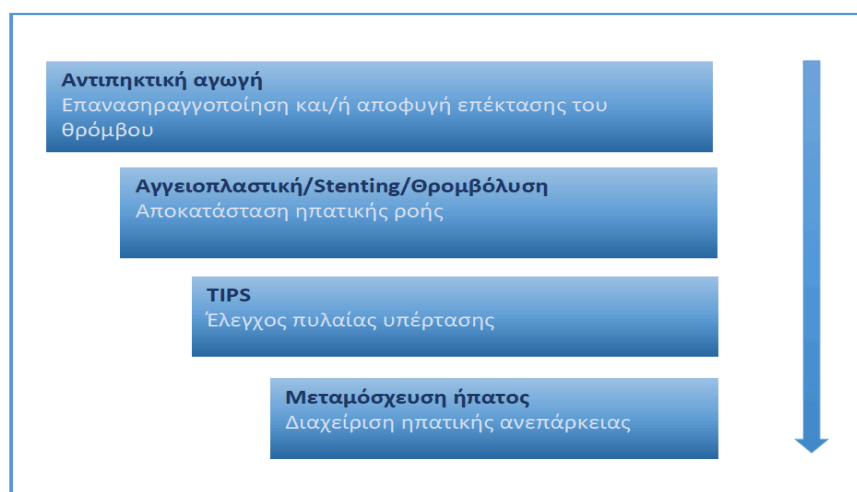 Αντιπηκτική αγωγή
Επανασηραγγοποίηση και/ή αποφυγή επέκτασης του
θρόμβου
Αγγειοπλαστική/Stenting/Θρομβόλυση
Αποκατάσταση ηπατικής ροής
TIPS
Έλεγχος πυλαίας υπέρτασης
Μεταμόσχευση ήπατος
Διαχείριση ηπατικής ανεπάρκειας